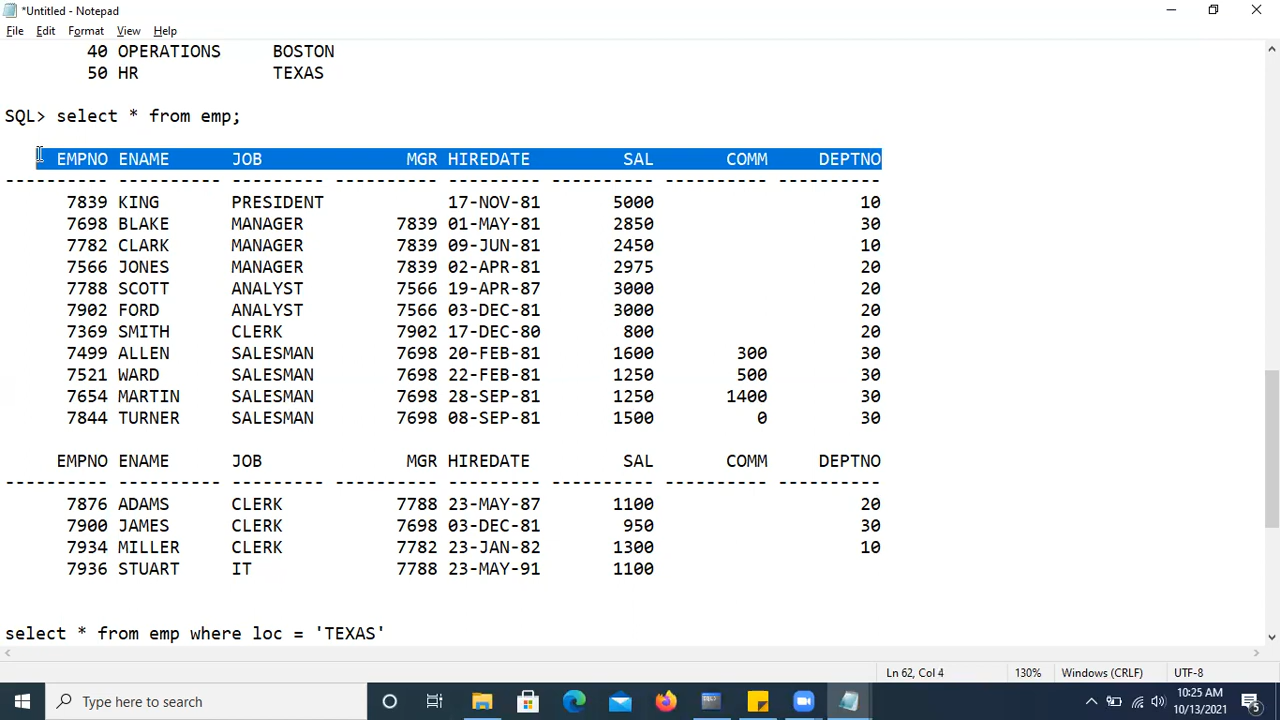 *Untitled - Notepad
File Edit Format View Help
40 OPERATIONS BOSTON
50 HR TEXAS
SQL> select * from emp;
EMPNO ENAME JOB MGR HIREDATE SAL COMM DEPTNO
---------- ---------- --------- ---------- --------- ---------- ---------- ----------
7839 KING PRESIDENT 17-NOV-81 5000 10
7698 BLAKE MANAGER 7839 01-MAY-81 2850 30
7782 CLARK MANAGER 7839 09-JUN-81 2450 10
7566 JONES MANAGER 7839 02-APR-81 2975 20
7788 SCOTT ANALYST 7566 19-APR-87 3000 20
7902 FORD ANALYST 7566 03-DEC-81 3000 20
7369 SMITH CLERK 7902 17-DEC-80 800 20
7499 ALLEN SALESMAN 7698 20-FEB-81 1600 300 30
7521 WARD SALESMAN 7698 22-FEB-81 1250 500 30
7654 MARTIN SALESMAN 7698 28-SEP-81 1250 1400 30
7844 TURNER SALESMAN 7698 08-SEP-81 1500 0 30
EMPNO ENAME JOB MGR HIREDATE SAL COMM DEPTNO
---------- ---------- --------- ---------- --------- ---------- ---------- ----------
7876 ADAMS CLERK 7788 23-MAY-87 1100 20
7900 JAMES CLERK 7698 03-DEC-81 950 30
7934 MILLER CLERK 7782 23-JAN-82 1300 10
7936 STUART IT 7788 23-MAY-91 1100
select * from emp where loc = 'TEXAS'
Ln 62, Col 4 130% Windows (CRLF) UTF-8
Type here to search
10:25 AM
10/13/2021
5